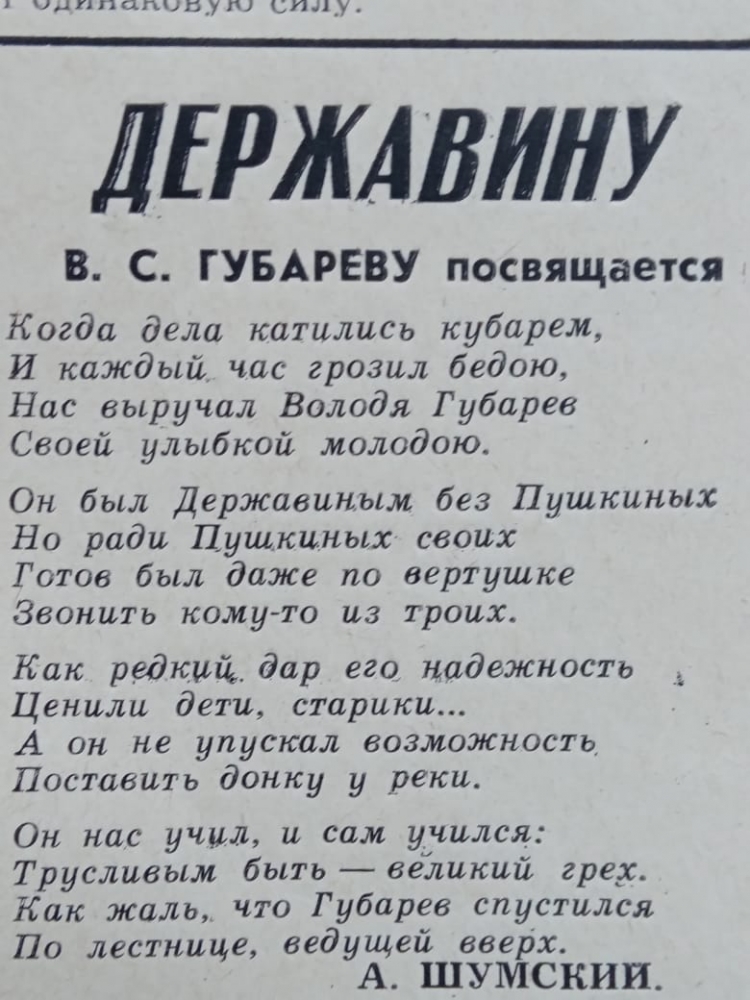 одинаковую силу.
ДЕРЖАВИНУ
В. С. ГУБАРЕВУ посвящается
Когда дела катились кубарем,
И каждый час грозил бедою,
Нас выручал Володя Губарев
Своей улыбкой молодою.
Он был Державиным без Пушкиных
Но ради Пушкиных своих
Готов был даже по вертушке
Звонить кому-то из троих.
Как редкий дар его надежность
Ценили дети, старики...
А он не упускал возможность
Поставить донку у реки.
Он нас учил, и сам учился:
Трусливым быть — великий грех.
Как жаль, что Губарев спустился
По лестнице, ведущей вверх.
А. ШУМСКИЙ.